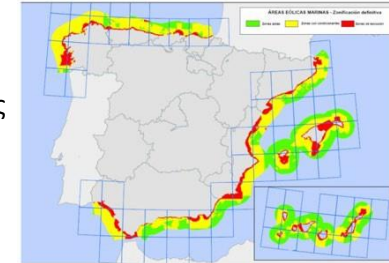 ÁREAS EÓLICAS MARINAS - Zonificación definitiva
Zonas aptas
Zonas con condicionantes
Zonas de exclusión